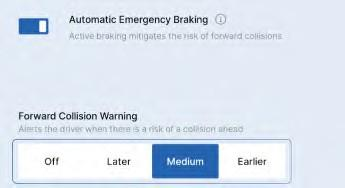 Automatic Emergency Braking
Active braking mitigates the risk of forward collisions
Forward Collision Warning
Alerts the driver when there is a risk of a collision ahead
Off Later Medium Earlier